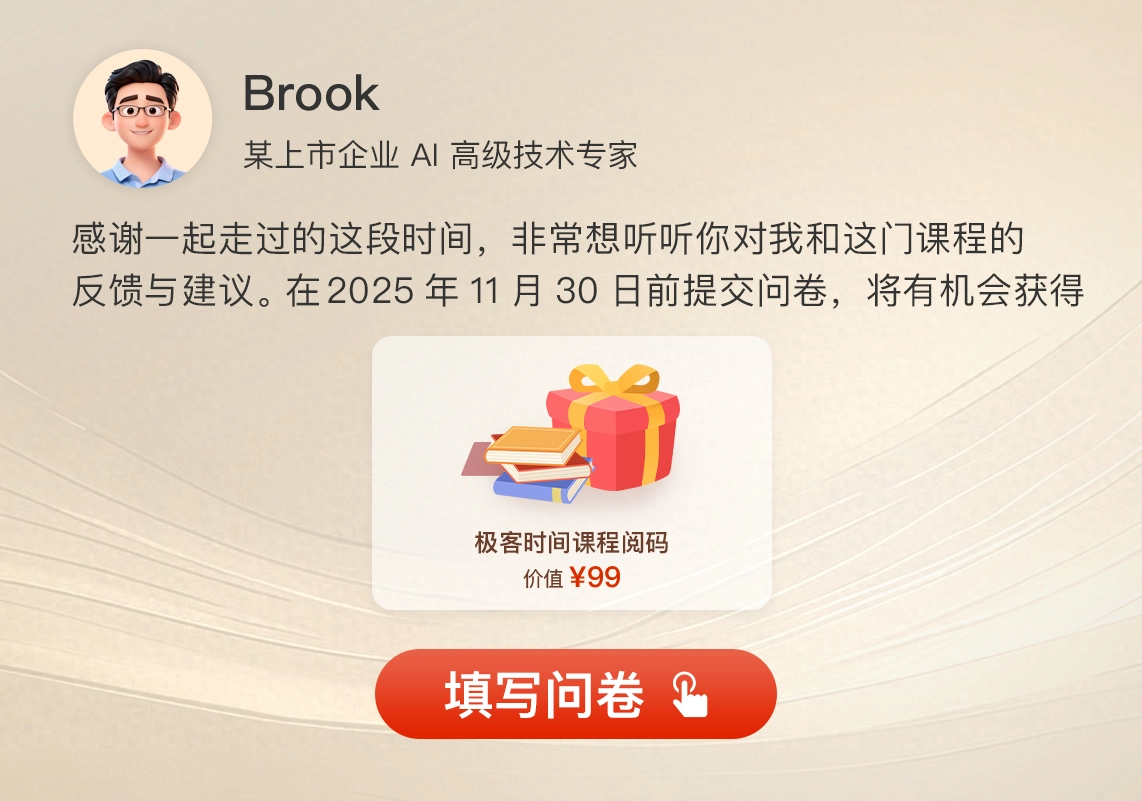 Brook
某上市企业 AI 高级技术专家
感谢一起走过的这段时间，非常想听听你对我和这门课程的
反馈与建议。在 2025 年 11 月 30 日前提交问卷，将有机会获得
极客时间课程阅码
价值 ¥99
填写问卷